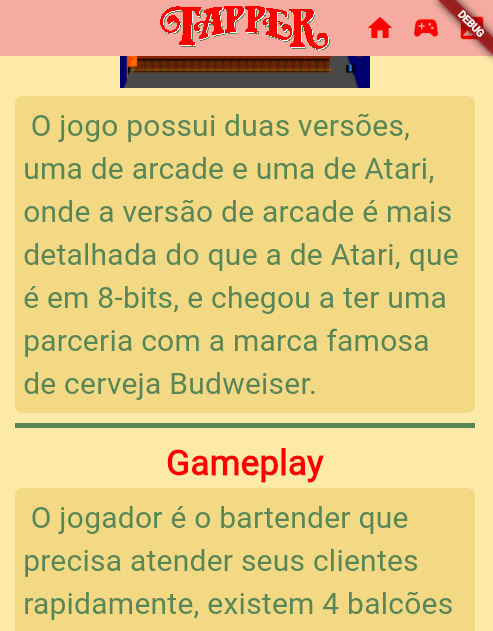 TAPPER
DEBUG
O jogo possui duas versões,
uma de arcade e uma de Atari,
onde a versão de arcade é mais
detalhada do que a de Atari, que
é em 8-bits, e chegou a ter uma
parceria com a marca famosa
de cerveja Budweiser.
Gameplay
O jogador é o bartender que
precisa atender seus clientes
rapidamente, existem 4 balcões